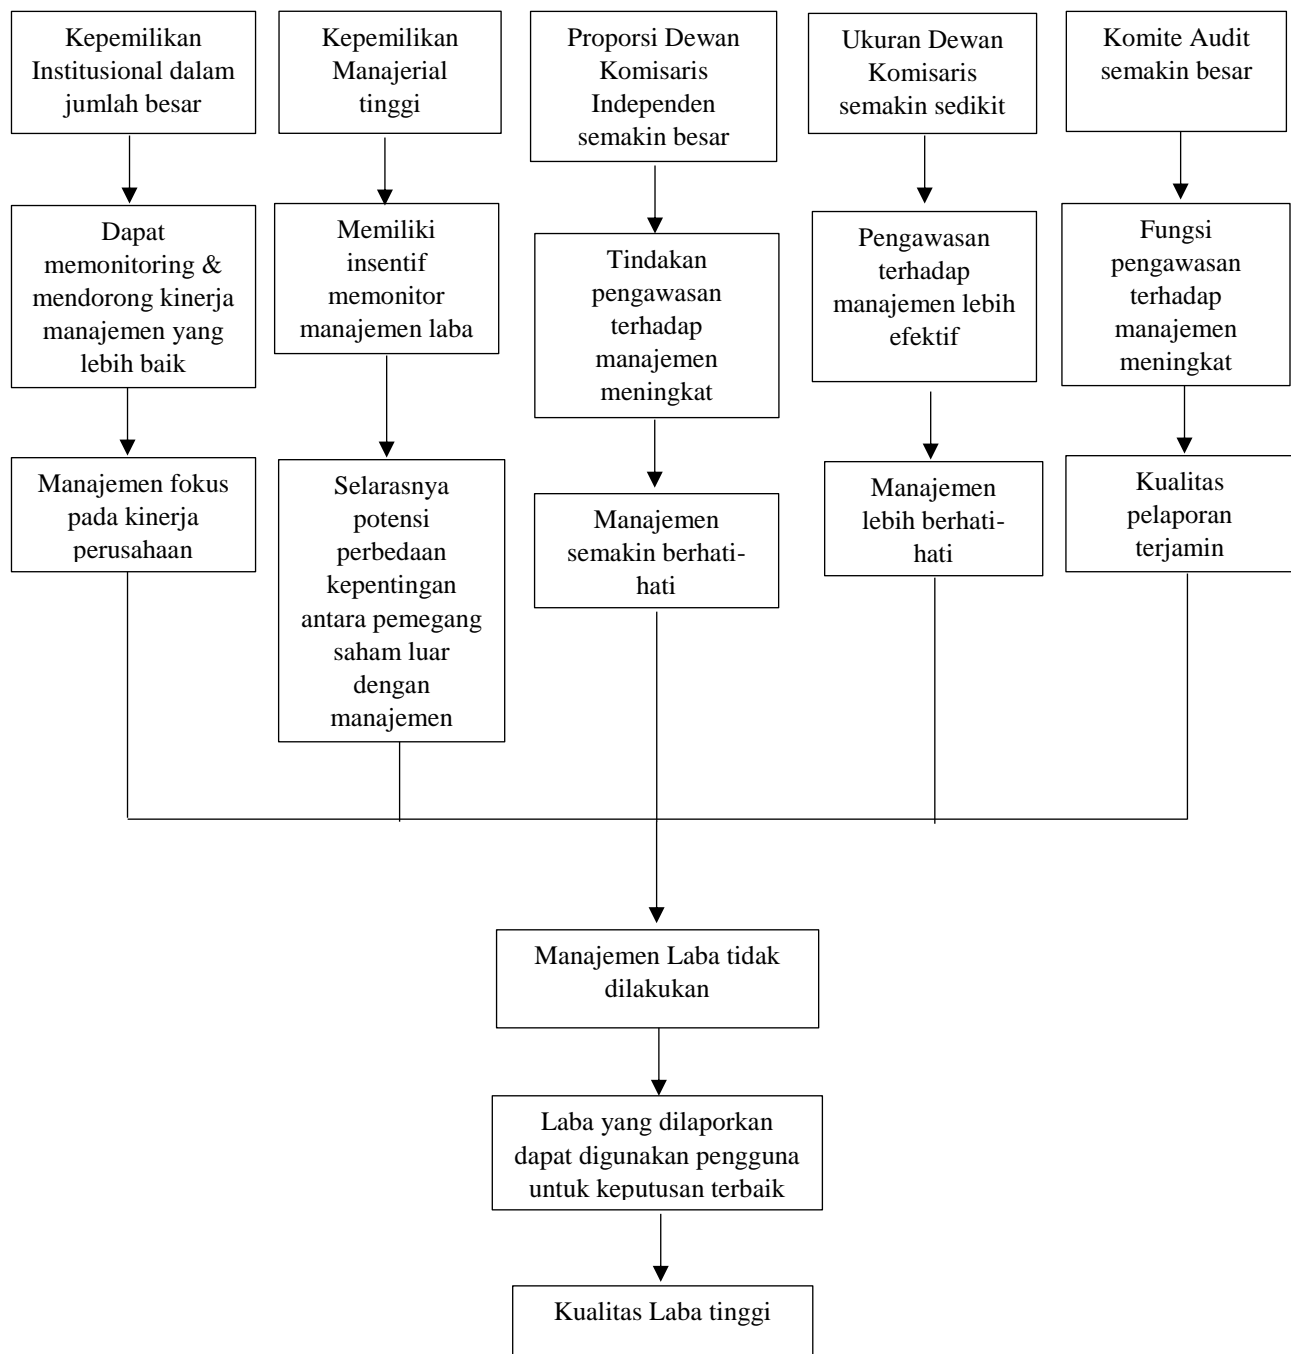 Kepemilikan
Institusional dalam
jumlah besar
Kepemilikan
Manajerial
tinggi
Proporsi Dewan
Komisaris
Independen
semakin besar
Ukuran Dewan
Komisaris
semakin sedikit
Komite Audit
semakin besar
Dapat
memonitoring &
mendorong kinerja
manajemen yang
lebih baik
Memiliki
insentif
memonitor
manajemen laba
Tindakan
pengawasan
terhadap
manajemen
meningkat
Pengawasan
terhadap
manajemen lebih
efektif
Fungsi
pengawasan
terhadap
manajemen
meningkat
Manajemen fokus
pada kinerja
perusahaan
Selarasnya
potensi
perbedaan
kepentingan
antara pemegang
saham luar
dengan
manajemen
Manajemen
semakin berhati-
hati
Manajemen
lebih berhati-
hati
Kualitas
pelaporan
terjamin
Manajemen Laba tidak
dilakukan
Laba yang dilaporkan
dapat digunakan pengguna
untuk keputusan terbaik
Kualitas Laba tinggi